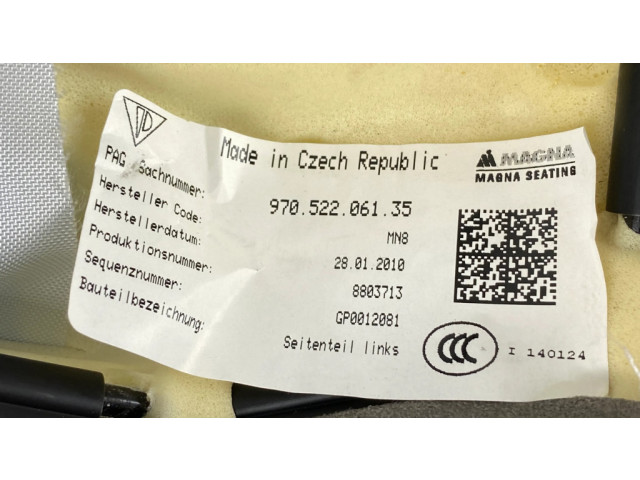 Made in Czech Republic
MAGNA
MAGNA SEATING
PAG Sachnummer: 970.522.061.35
Hersteller Code: MN8
Herstellerdatum: 28.01.2010
Produktionsnummer: 8803713
Sequenznummer: GP0012081
Bauteilbezeichnung: Seitenteil links
CCC
I 140124